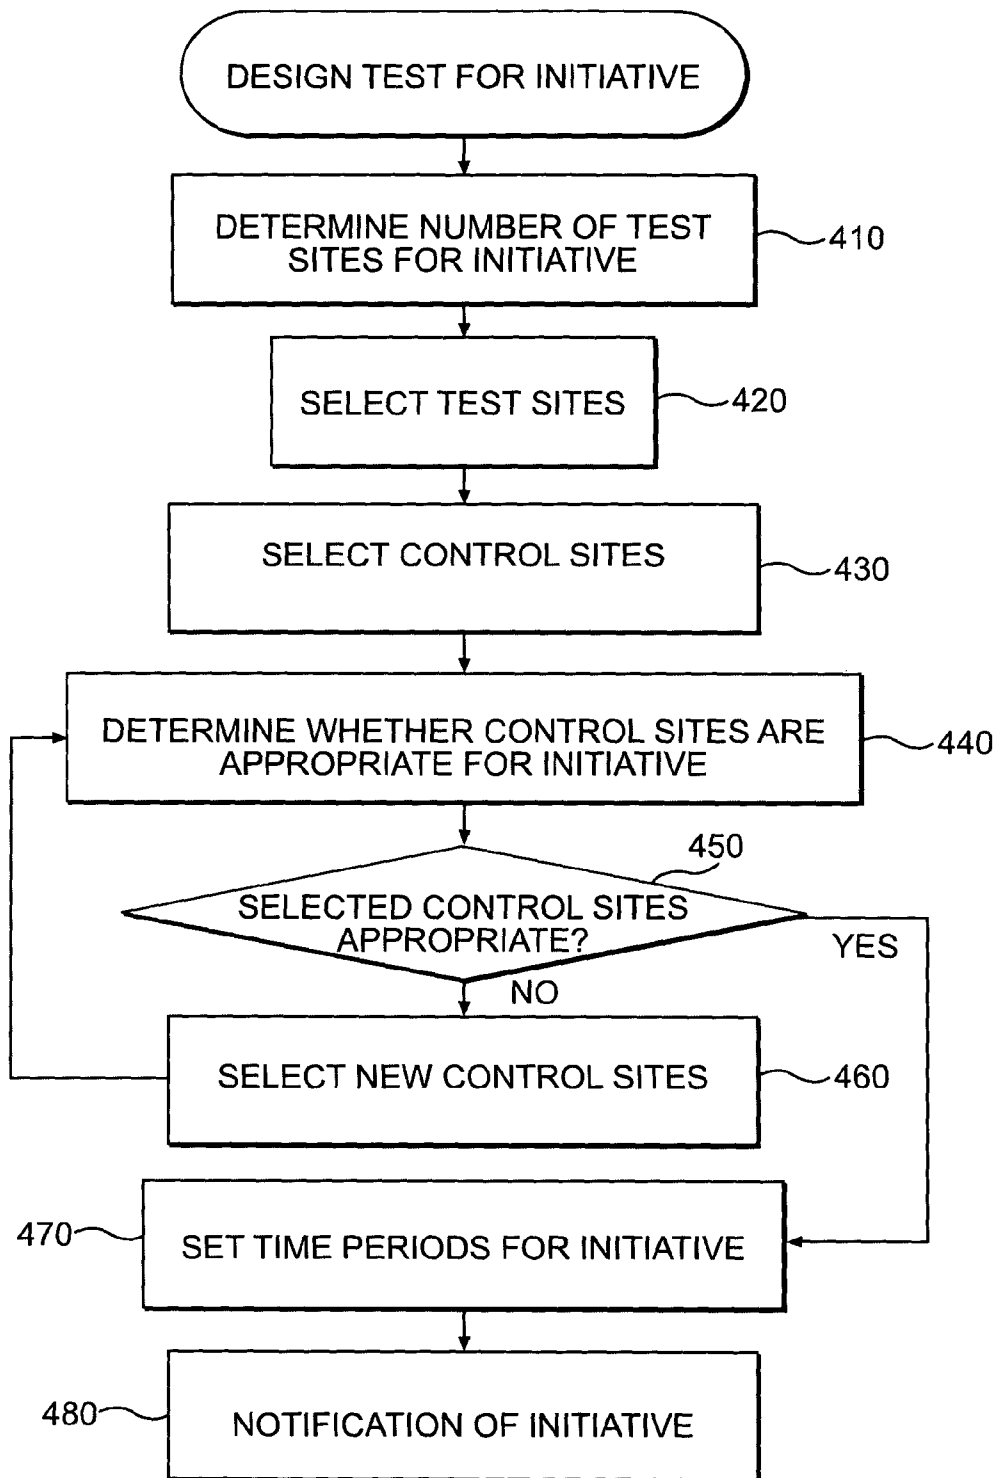 DESIGN TEST FOR INITIATIVE
DETERMINE NUMBER OF TEST
SITES FOR INITIATIVE
410
SELECT TEST SITES
420
SELECT CONTROL SITES
430
DETERMINE WHETHER CONTROL SITES ARE
APPROPRIATE FOR INITIATIVE
440
450
SELECTED CONTROL SITES
APPROPRIATE?
YES
NO
SELECT NEW CONTROL SITES
460
470
SET TIME PERIODS FOR INITIATIVE
480
NOTIFICATION OF INITIATIVE